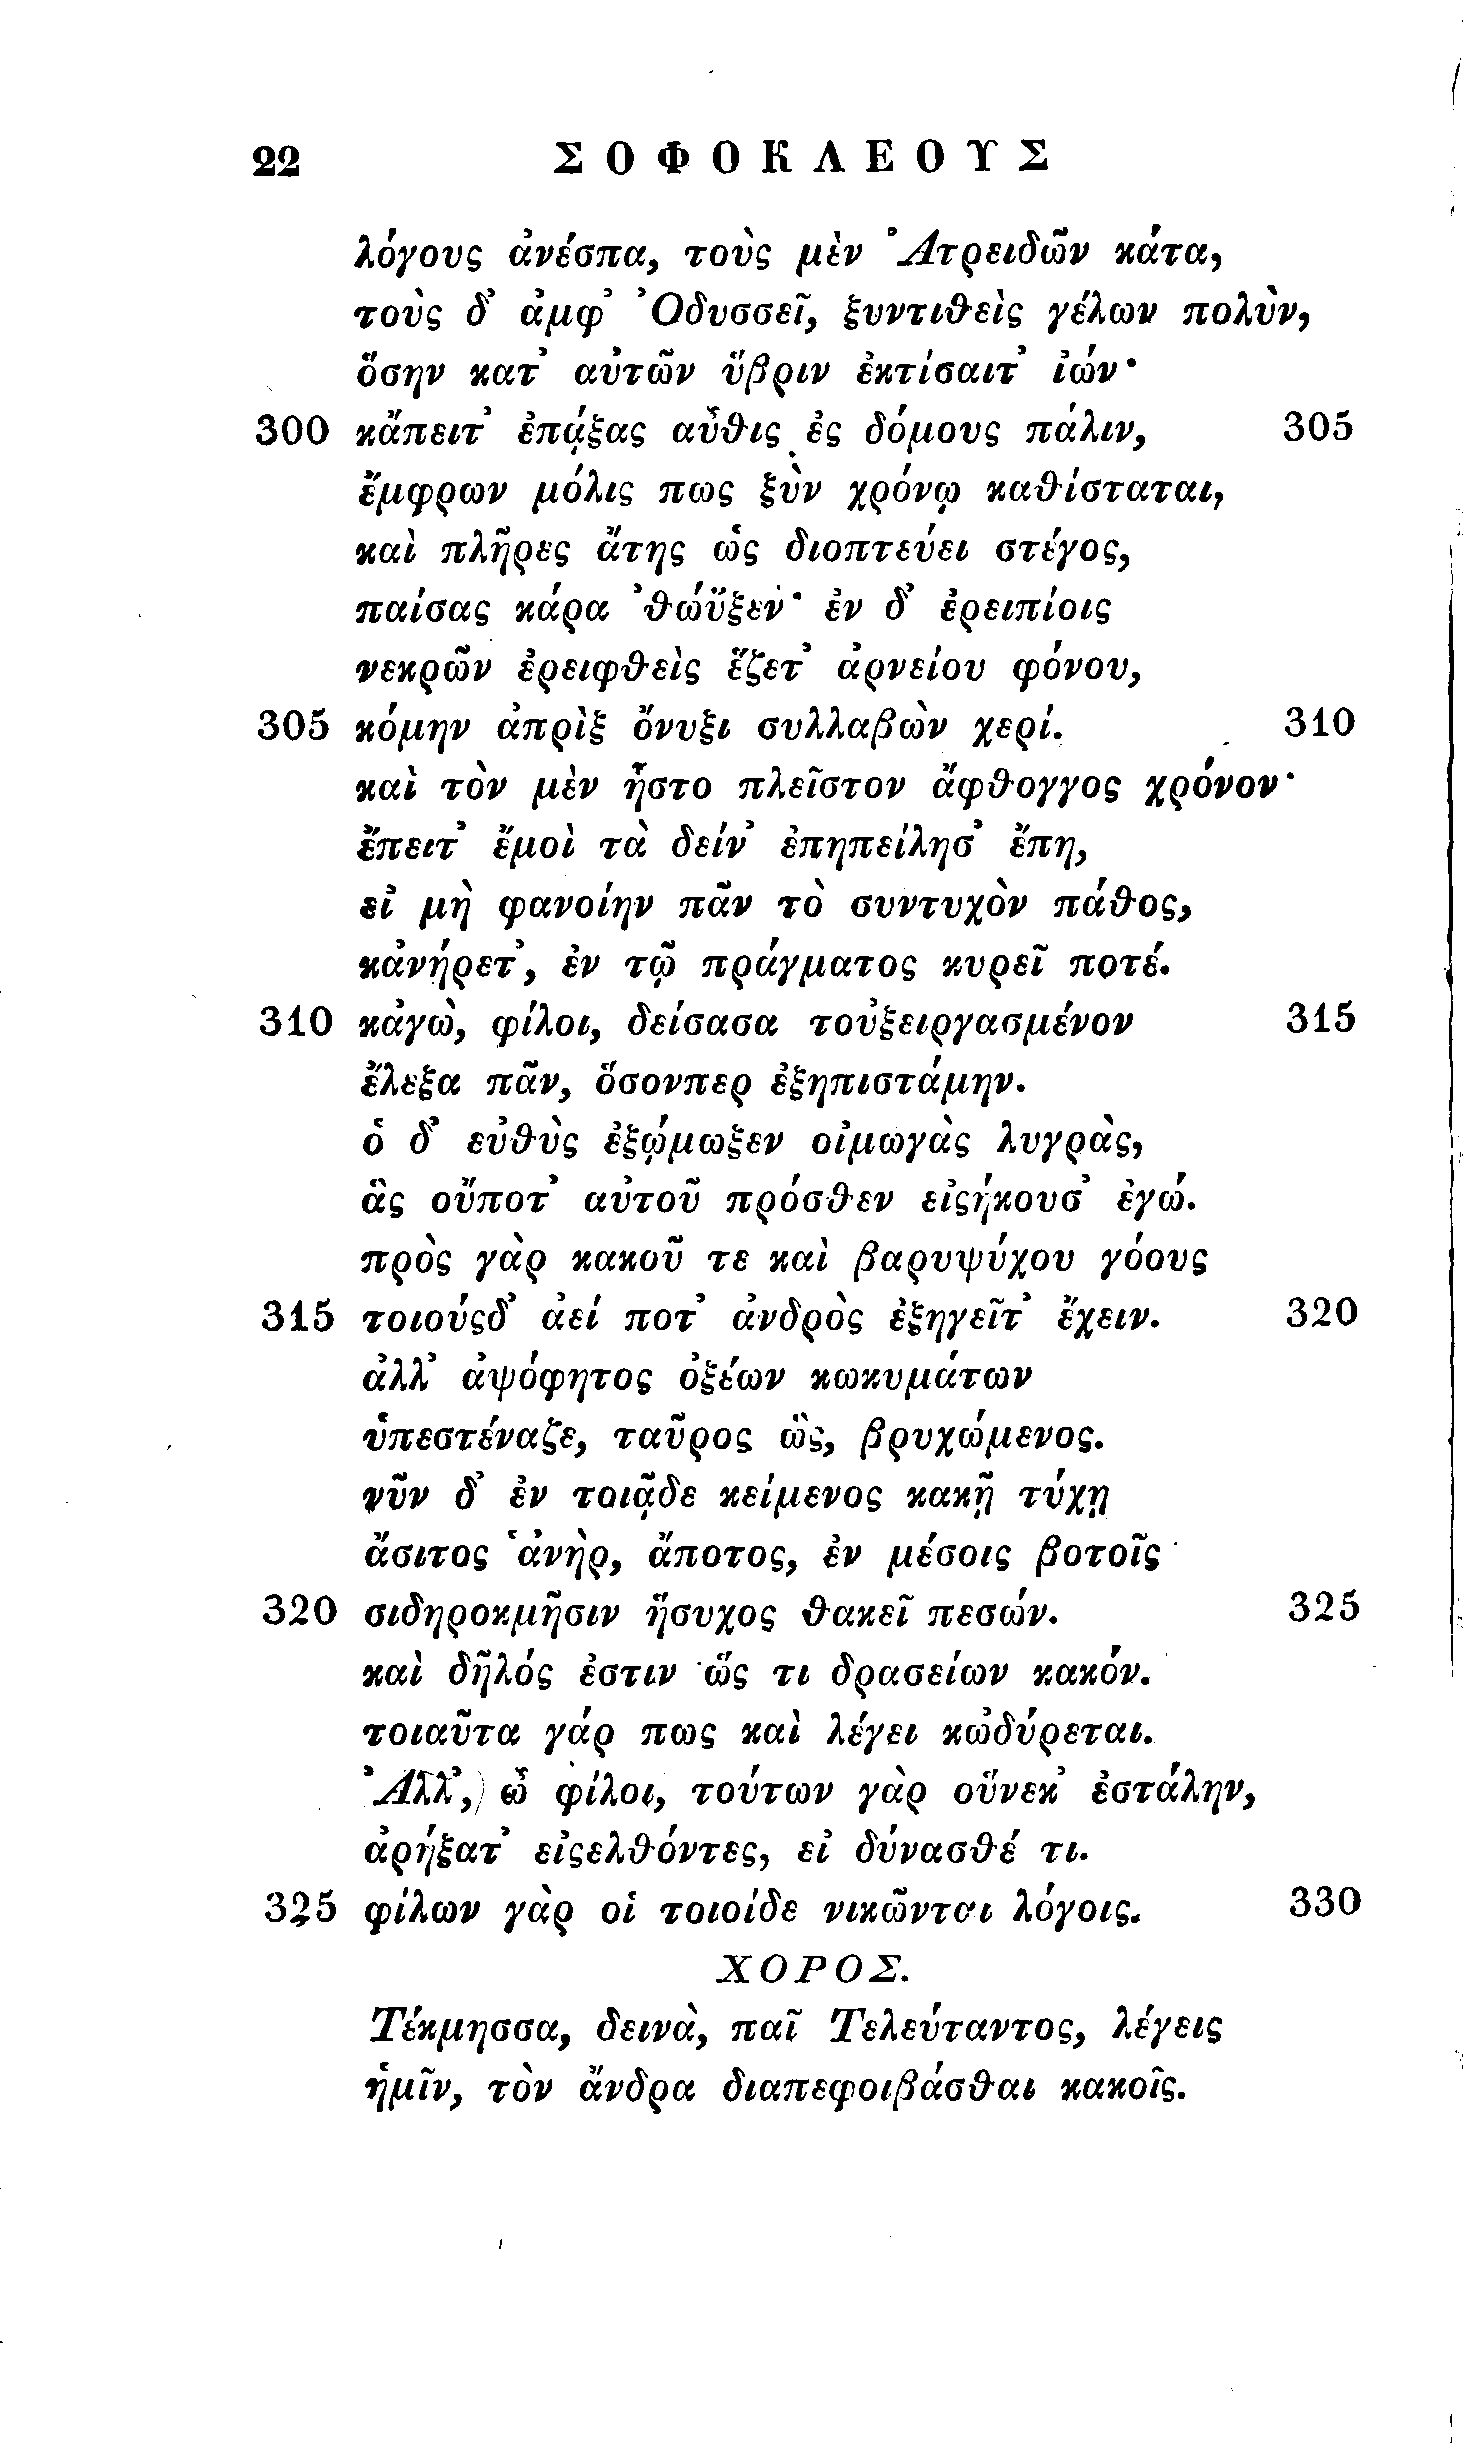 22 ΣΟΦΟΚΛΕΟΥΣ
λόγους ἀνέσπα, τοὺς μὲν Ἀτρειδῶν κάτα,
τοὺς δ’ ἀμφ’ Ὀδυσσεῖ, ξυντιθεὶς γέλων πολὺν,
ὅσην κατ’ αὐτῶν ὕβριν ἐκτίσαιτ’ ἰών·
300 κἄπειτ’ ἐπᾴξας αὖθις ἐς δόμους πάλιν, 305
ἔμφρων μόλις πως ξὺν χρόνῳ καθίσταται,
καὶ πλῆρες ἄτης ὡς διοπτεύει στέγος,
παίσας κάρα ’θώϋξεν· ἐν δ’ ἐρειπίοις
νεκρῶν ἐρειφθεὶς ἕζετ’ ἀρνείου φόνου,
305 κόμην ἀπρὶξ ὄνυξι συλλαβὼν χερί. 310
καὶ τὸν μὲν ἧστο πλεῖστον ἄφθογγος χρόνον·
ἔπειτ’ ἔμοὶ τὰ δείν’ ἐπηπείλησ’ ἔπη,
εἰ μὴ φανοίην πᾶν τὸ συντυχὸν πάθος,
κἀνήρετ’, ἐν τῷ πράγματος κυρεῖ ποτέ.
310 κἀγὼ, φίλοι, δείσασα τοὐξειργασμένον 315
ἔλεξα πᾶν, ὅσονπερ ἐξηπιστάμην.
ὁ δ’ εὐθὺς ἐξῴμωξεν οἰμωγὰς λυγρὰς,
ἃς οὔποτ’ αὐτοῦ πρόσθεν εἰςήκουσ’ ἐγώ.
πρὸς γὰρ κακοῦ τε καὶ βαρυψύχου γόους
315 τοιούςδ’ ἀεί ποτ’ ἀνδρὸς ἐξηγεῖτ’ ἔχειν. 320
ἀλλ’ ἀψόφητος ὀξέων κωκυμάτων
ὑπεστέναζε, ταῦρος ὣς, βρυχώμενος.
νῦν δ’ ἐν τοιᾷδε κείμενος κακῇ τύχῃ
ἄσιτος ἁνὴρ, ἄποτος, ἐν μέσοις βοτοῖς
320 σιδηροκμῆσιν ἥσυχος θακεῖ πεσών. 325
καὶ δῆλός ἐστιν ὥς τι δρασείων κακόν.
τοιαῦτα γάρ πως καὶ λέγει κὠδύρεται.
Ἀλλ’, ὦ φίλοι, τούτων γὰρ οὕνεκ’ ἐστάλην,
ἀρήξατ’ εἰςελθόντες, εἰ δύνασθέ τι.
325 φίλων γὰρ οἱ τοιοίδε νικῶνται λόγοις. 330
ΧΟΡΟΣ.
Τέκμησσα, δεινὰ, παῖ Τελεύταντος, λέγεις
ἡμῖν, τὸν ἄνδρα διαπεφοιβάσθαι κακοῖς.